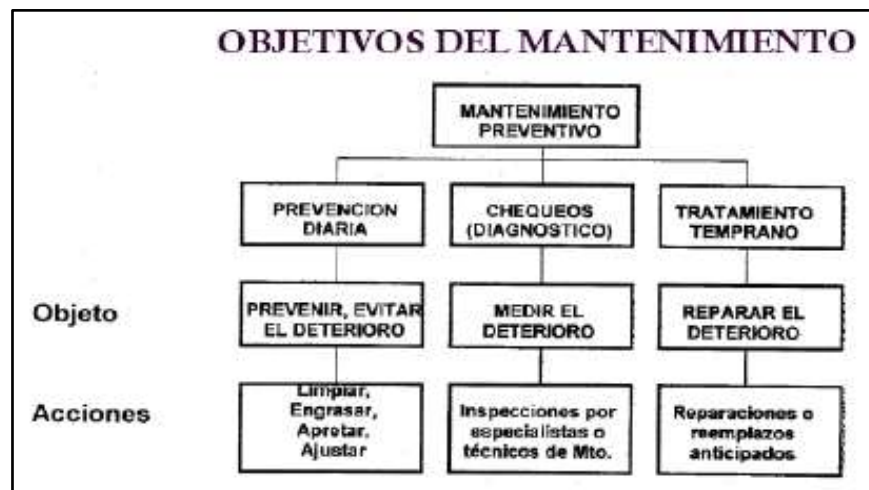 OBJETIVOS DEL MANTENIMIENTO
MANTENIMIENTO
PREVENTIVO
PREVENCION
DIARIA
CHEQUEOS
(DIAGNOSTICO)
TRATAMIENTO
TEMPRANO
Objeto
PREVENIR, EVITAR
EL DETERIORO
MEDIR EL
DETERIORO
REPARAR EL
DETERIORO
Acciones
Limpiar,
Engrasar,
Apretar,
Ajustar
Inspecciones por
especialistas o
técnicos de Mto.
Reparaciones o
reemplazos
anticipados